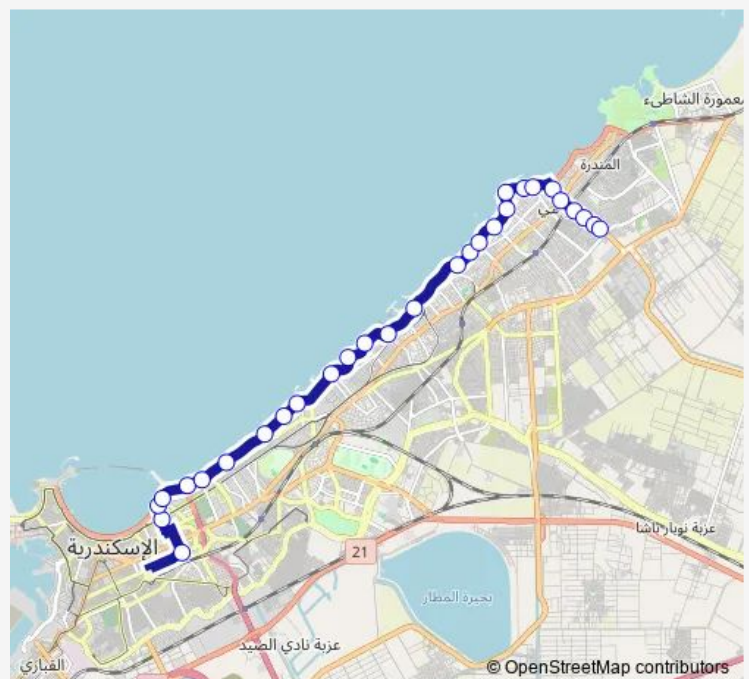 معمورة الشاطىء
المندرة
الإسكندرية
21
عزبة نوبار باشا
بحيرة المطار
عزبة نادي الصيد
القباري
© OpenStreetMap contributors